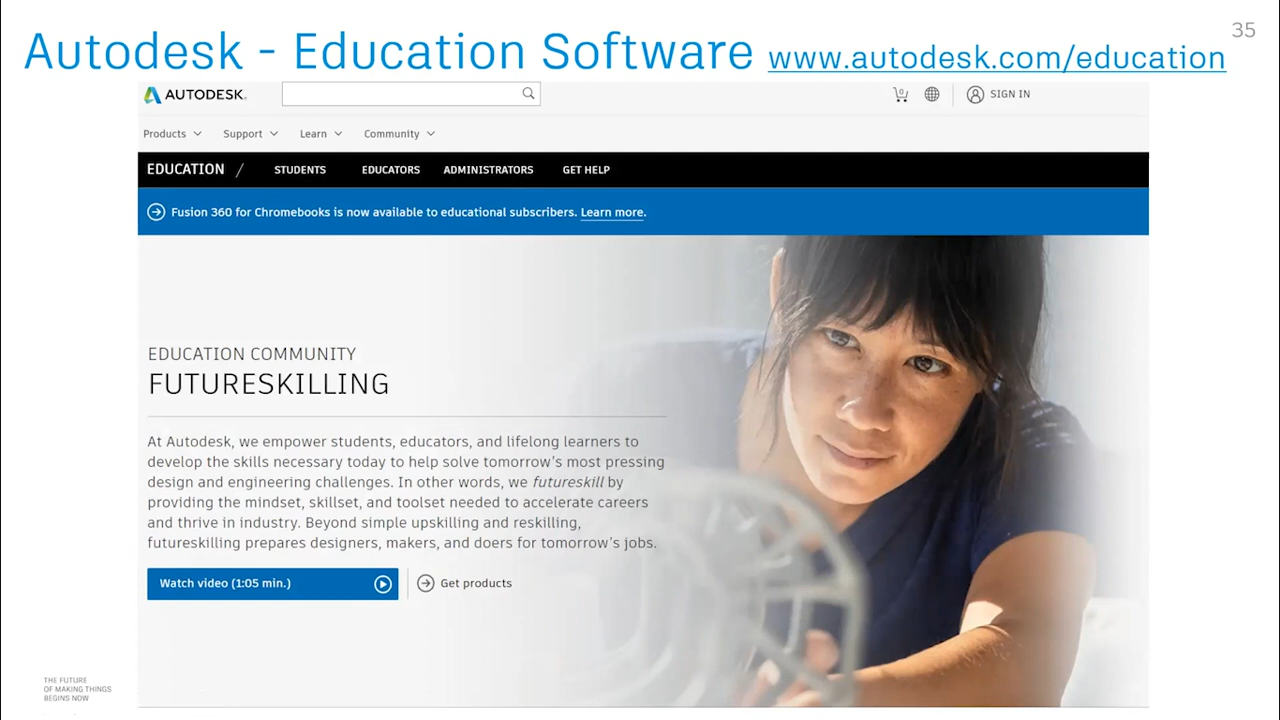 35
Autodesk - Education Software www.autodesk.com/education
AUTODESK.
0
SIGN IN
Products Support Learn Community
EDUCATION / STUDENTS EDUCATORS ADMINISTRATORS GET HELP
Fusion 360 for Chromebooks is now available to educational subscribers. Learn more.
EDUCATION COMMUNITY
FUTURESKILLING
At Autodesk, we empower students, educators, and lifelong learners to
develop the skills necessary today to help solve tomorrow's most pressing
design and engineering challenges. In other words, we futureskill by
providing the mindset, skillset, and toolset needed to accelerate careers
and thrive in industry. Beyond simple upskilling and reskilling,
futureskilling prepares designers, makers, and doers for tomorrow's jobs.
Watch video (1:05 min.) Get products
THE FUTURE
OF MAKING THINGS
BEGINS NOW